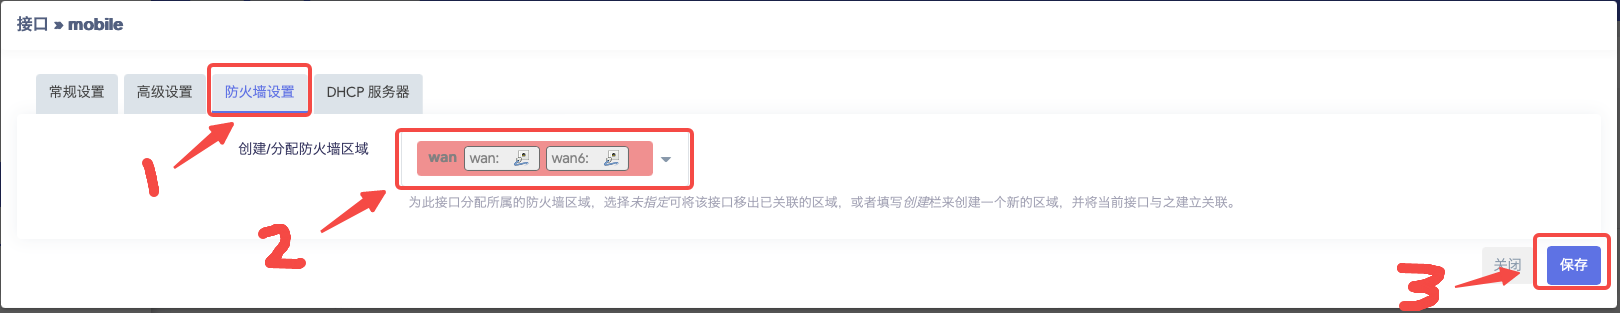 接口 » mobile
常规设置 高级设置 防火墙设置 DHCP 服务器
创建/分配防火墙区域
wan wan: wan6:
为此接口分配所属的防火墙区域，选择未指定可将该接口移出已关联的区域，或者填写创建栏来创建一个新的区域，并将当前接口与之建立关联。
1
2
关闭 保存
3